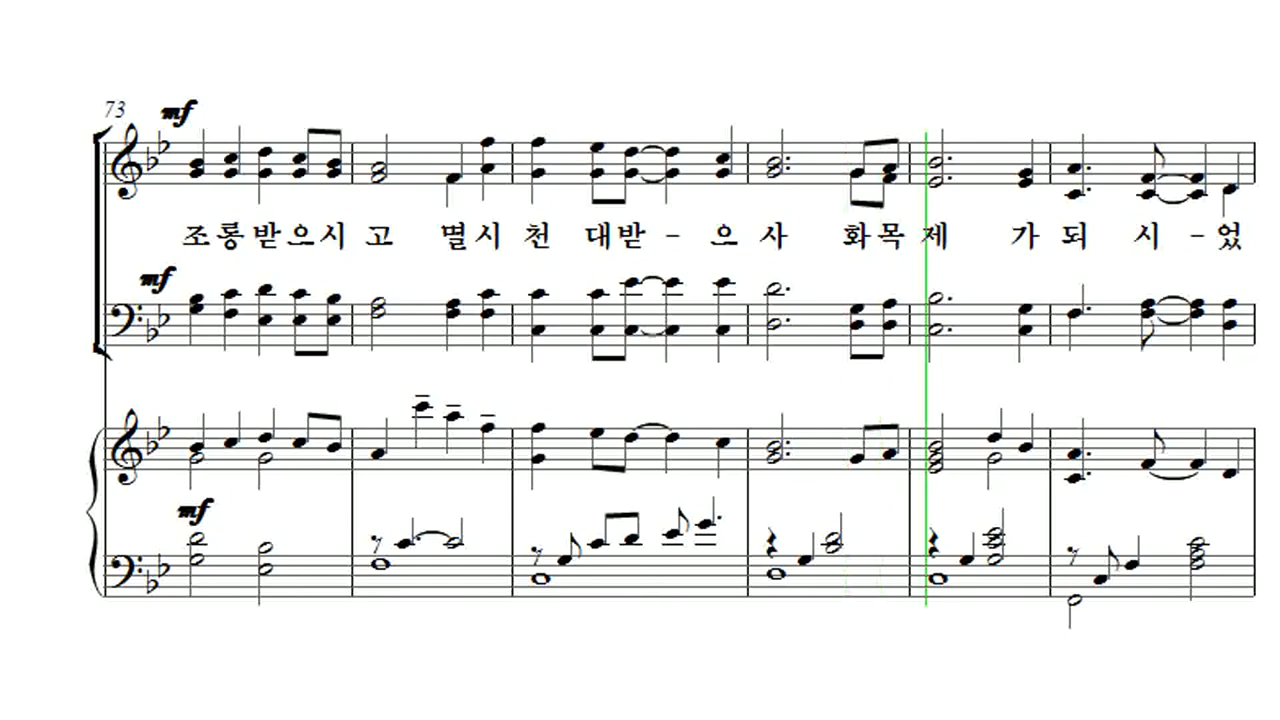 73 mf
조롱받으시 고 멸시 천 대받 - 으 사 화목 제 가 되 시 - 었
mf
mf